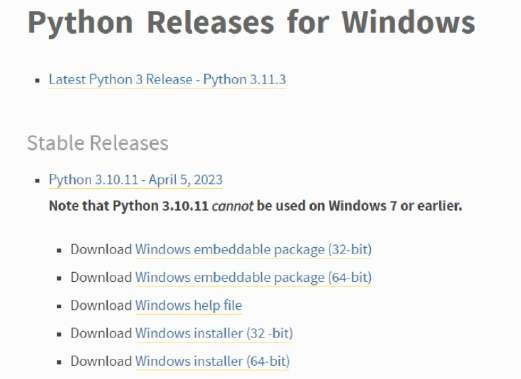 Python Releases for Windows
Latest Python 3 Release - Python 3.11.3
Stable Releases
Python 3.10.11 - April 5, 2023
Note that Python 3.10.11 cannot be used on Windows 7 or earlier.
Download Windows embeddable package (32-bit)
Download Windows embeddable package (64-bit)
Download Windows help file
Download Windows installer (32 -bit)
Download Windows installer (64-bit)